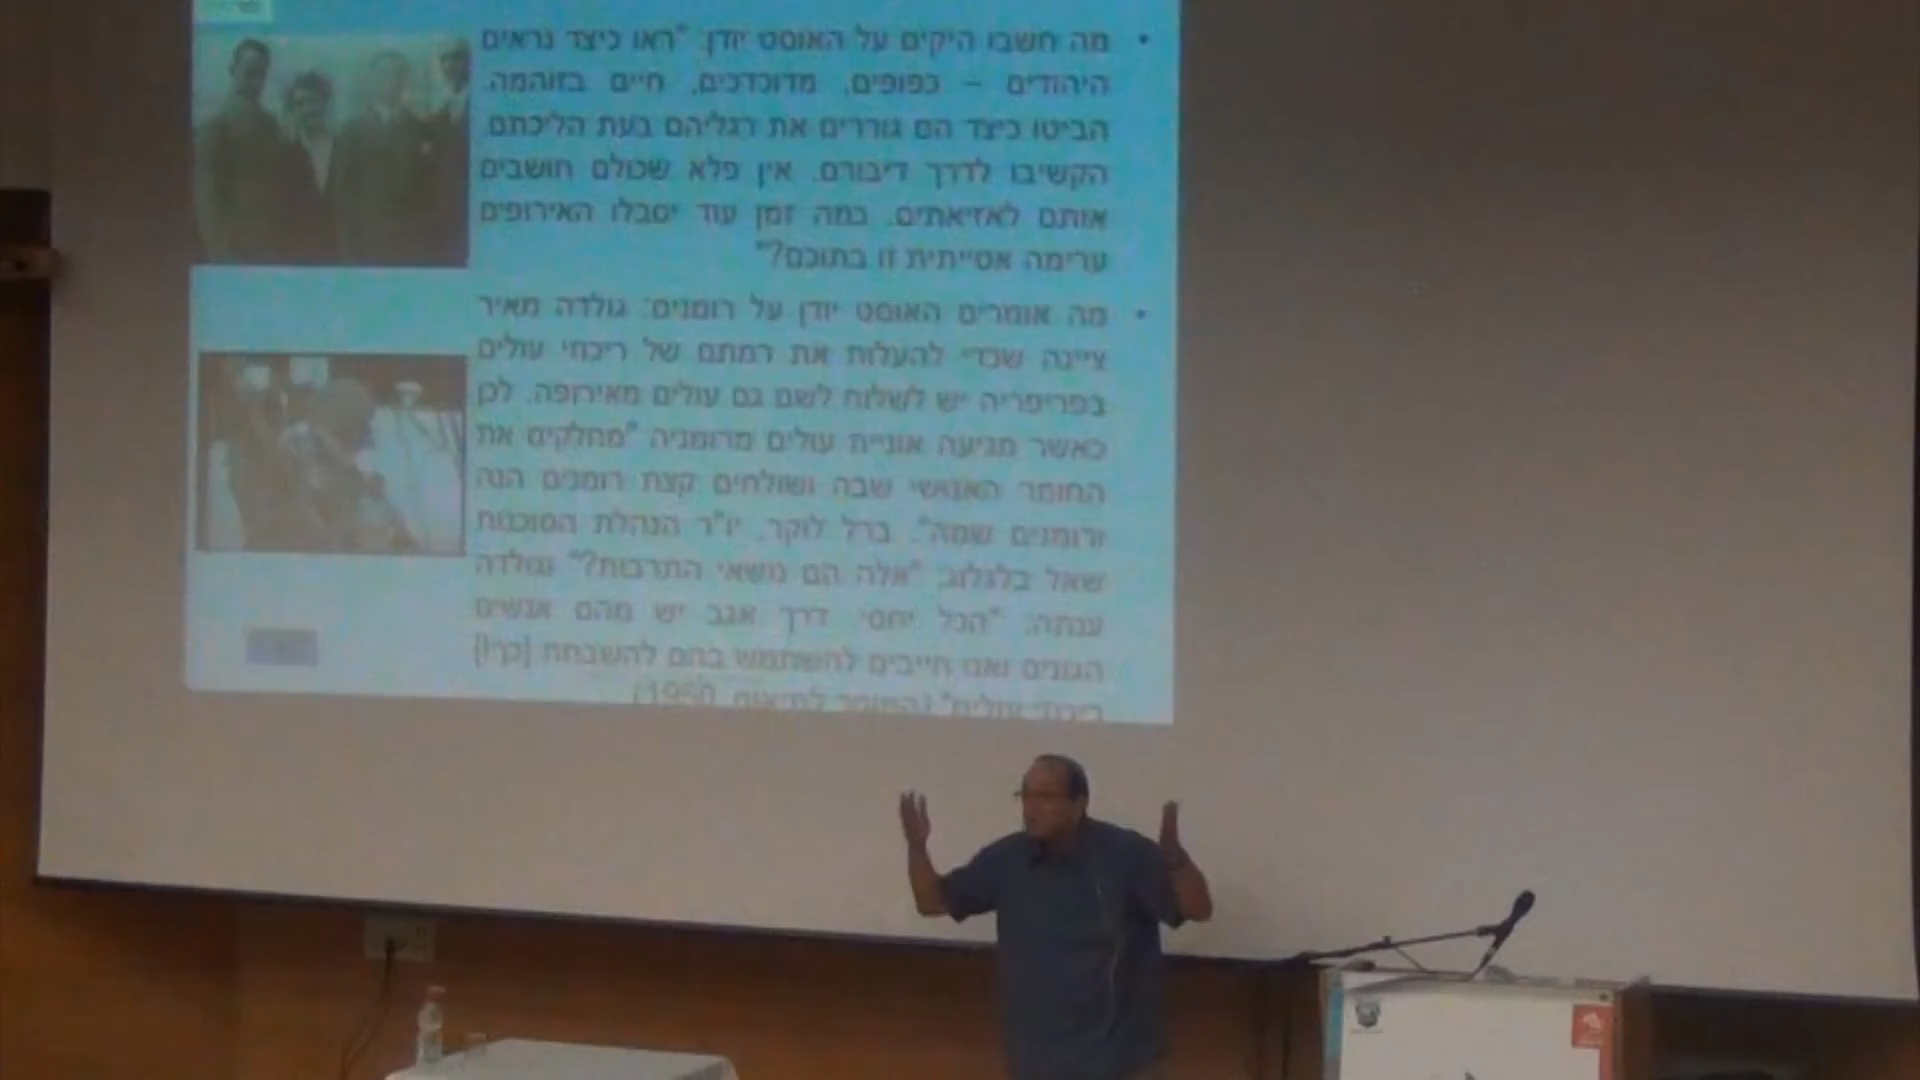 מה חשבו היקים על האוסט יודן: "ראו כיצד נראים
היהודים – כפופים, מדוכדכים, חיים בזוהמה.
הביטו כיצד הם גוררים את רגליהם בעת הליכתם.
הקשיבו לדרך דיבורם. אין פלא שכולם חושבים
אותם לאזיאתים. כמה זמן עוד יסבלו האירופים
ערימה אסייתית זו בתוכם?"
מה אומרים האוסט יודן על רומנים: גולדה מאיר
ציינה שכדי להעלות את רמתם של ריכוזי עולים
בפריפריה יש לשלוח לשם גם עולים מאירופה. לכן
כאשר מגיעה אוניית עולים מרומניה "מחלקים את
החומר האנושי שבה ושולחים קצת רומנים הנה
ורומנים שמה". ברל לוקר, יו"ר הנהלת הסוכנות
שאל בלגלוג: "אלה הם נושאי התרבות?" וגולדה
ענתה: "הכל יחסי. דרך אגב יש מהם אנשים
הגונים ואנו חייבים להשתמש בהם להשבחת [כך!]
ריכוזי עולים" 1950)